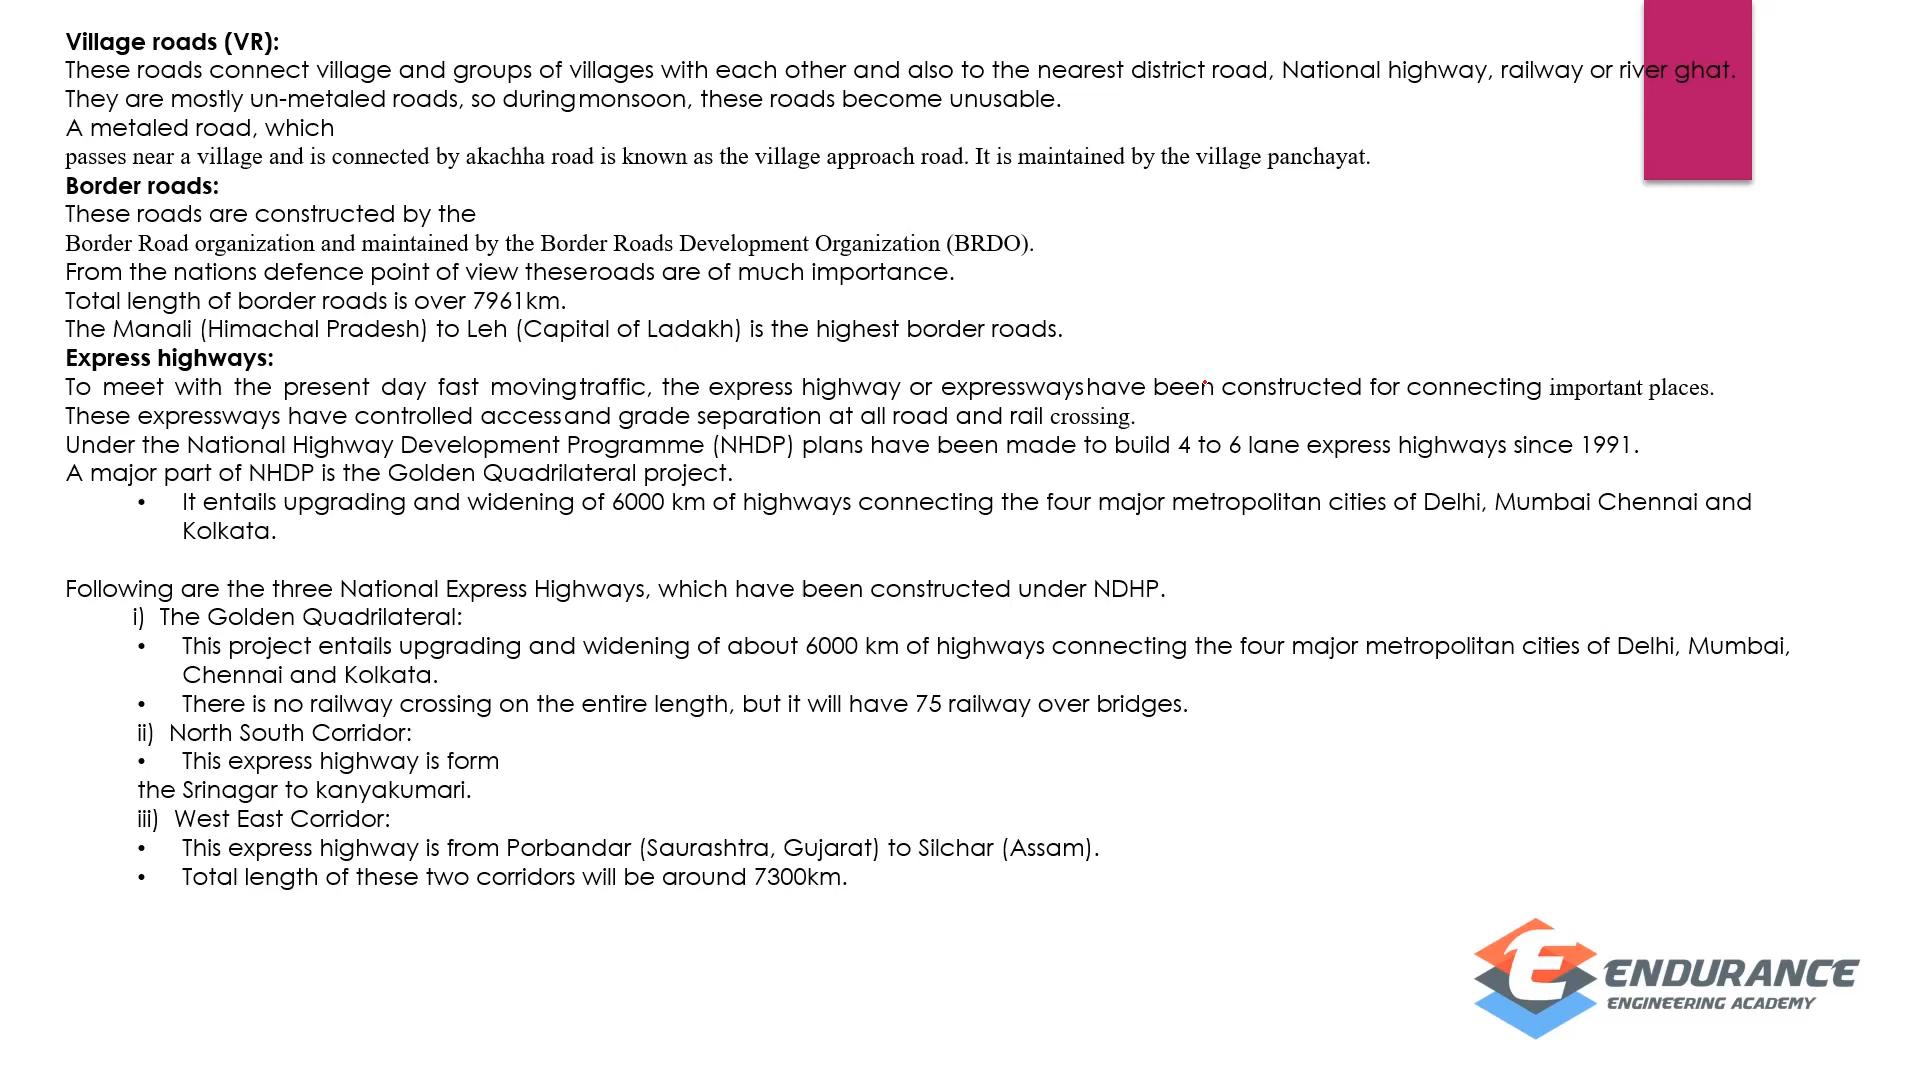 Village roads (VR):
These roads connect village and groups of villages with each other and also to the nearest district road, National highway, railway or river ghat.
They are mostly un-metaled roads, so duringmonsoon, these roads become unusable.
A metaled road, which
passes near a village and is connected by akachha road is known as the village approach road. It is maintained by the village panchayat.
Border roads:
These roads are constructed by the
Border Road organization and maintained by the Border Roads Development Organization (BRDO).
From the nations defence point of view theseroads are of much importance.
Total length of border roads is over 7961km.
The Manali (Himachal Pradesh) to Leh (Capital of Ladakh) is the highest border roads.
Express highways:
To meet with the present day fast movingtraffic, the express highway or expresswayshave been constructed for connecting important places.
These expressways have controlled accessand grade separation at all road and rail crossing.
Under the National Highway Development Programme (NHDP) plans have been made to build 4 to 6 lane express highways since 1991.
A major part of NHDP is the Golden Quadrilateral project.
• It entails upgrading and widening of 6000 km of highways connecting the four major metropolitan cities of Delhi, Mumbai Chennai and
Kolkata.
Following are the three National Express Highways, which have been constructed under NDHP.
i) The Golden Quadrilateral:
• This project entails upgrading and widening of about 6000 km of highways connecting the four major metropolitan cities of Delhi, Mumbai,
Chennai and Kolkata.
• There is no railway crossing on the entire length, but it will have 75 railway over bridges.
ii) North South Corridor:
• This express highway is form
the Srinagar to kanyakumari.
iii) West East Corridor:
• This express highway is from Porbandar (Saurashtra, Gujarat) to Silchar (Assam).
• Total length of these two corridors will be around 7300km.
E ENDURANCE
ENGINEERING ACADEMY